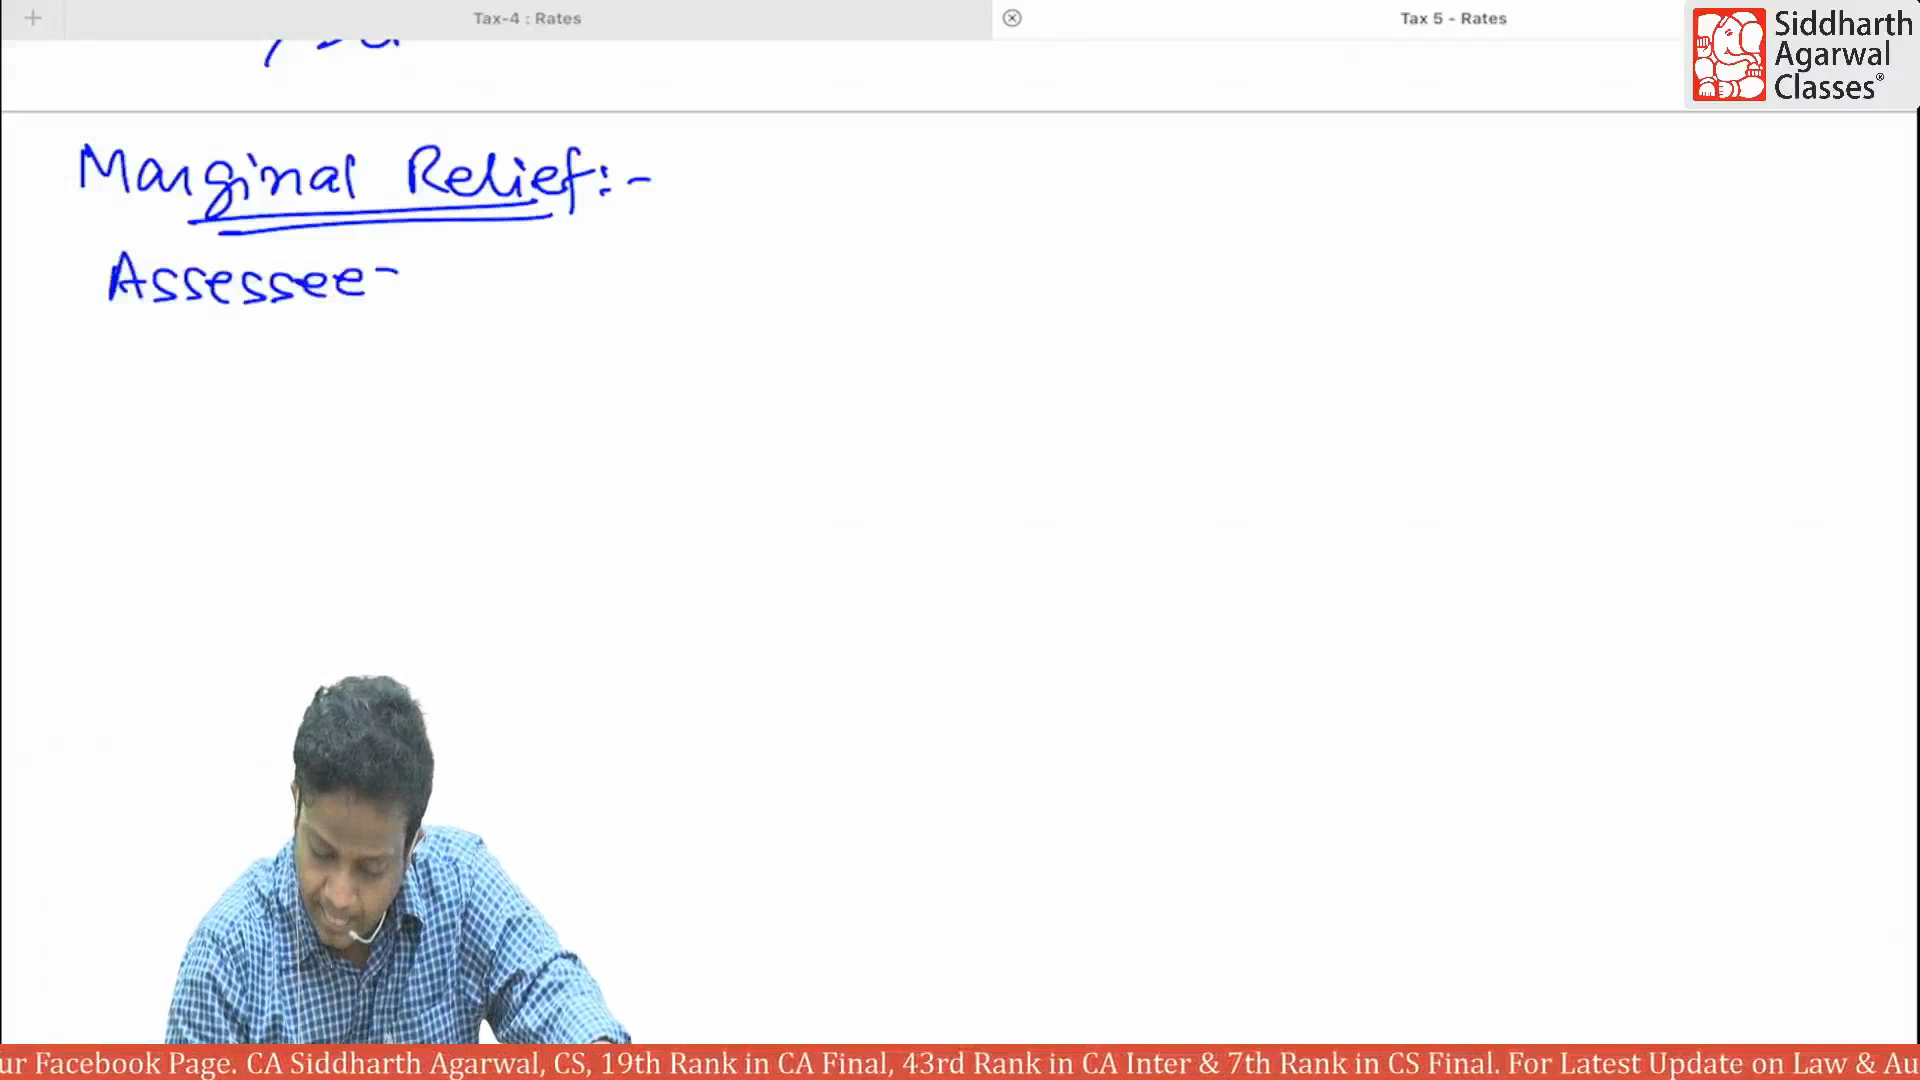 Tax-4 : Rates
Tax 5 - Rates
Siddharth
Agarwal
Classes®
Marginal Relief:-
Assessee-
ur Facebook Page. CA Siddharth Agarwal, CS, 19th Rank in CA Final, 43rd Rank in CA Inter & 7th Rank in CS Final. For Latest Update on Law & Au